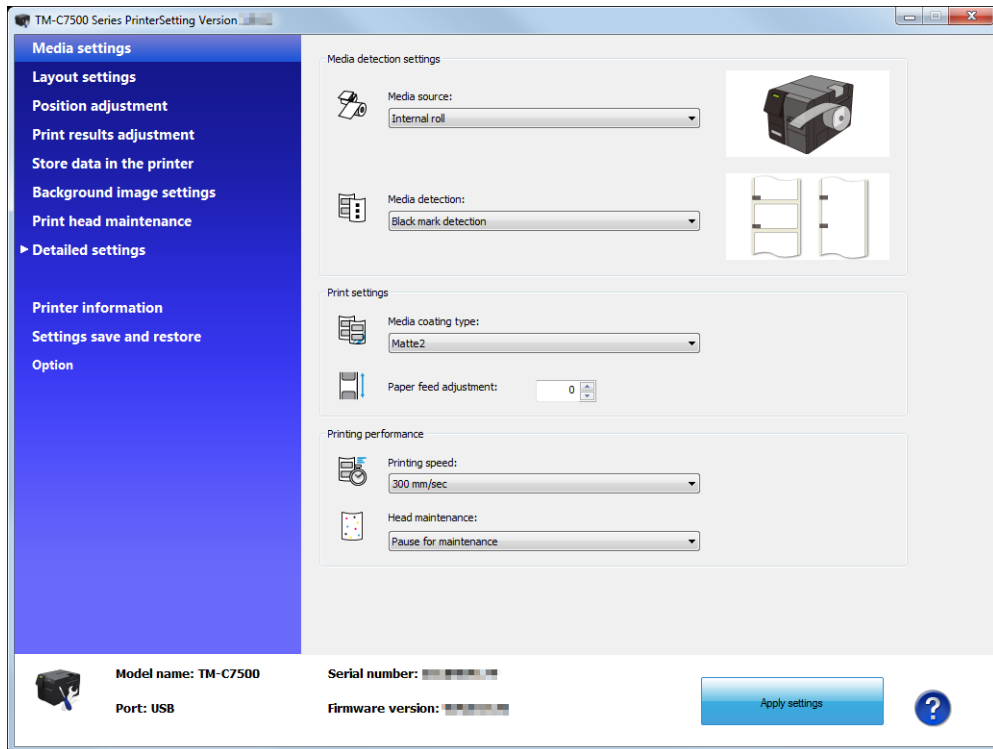 TM-C7500 Series PrinterSetting Version
Media settings
Layout settings
Position adjustment
Print results adjustment
Store data in the printer
Background image settings
Print head maintenance
Detailed settings
Printer information
Settings save and restore
Option
Media detection settings
Media source:
Internal roll
Media detection:
Black mark detection
Print settings
Media coating type:
Matte2
Paper feed adjustment:
0
Printing performance
Printing speed:
300 mm/sec
Head maintenance:
Pause for maintenance
Model name: TM-C7500
Serial number:
Port: USB
Firmware version:
Apply settings
?